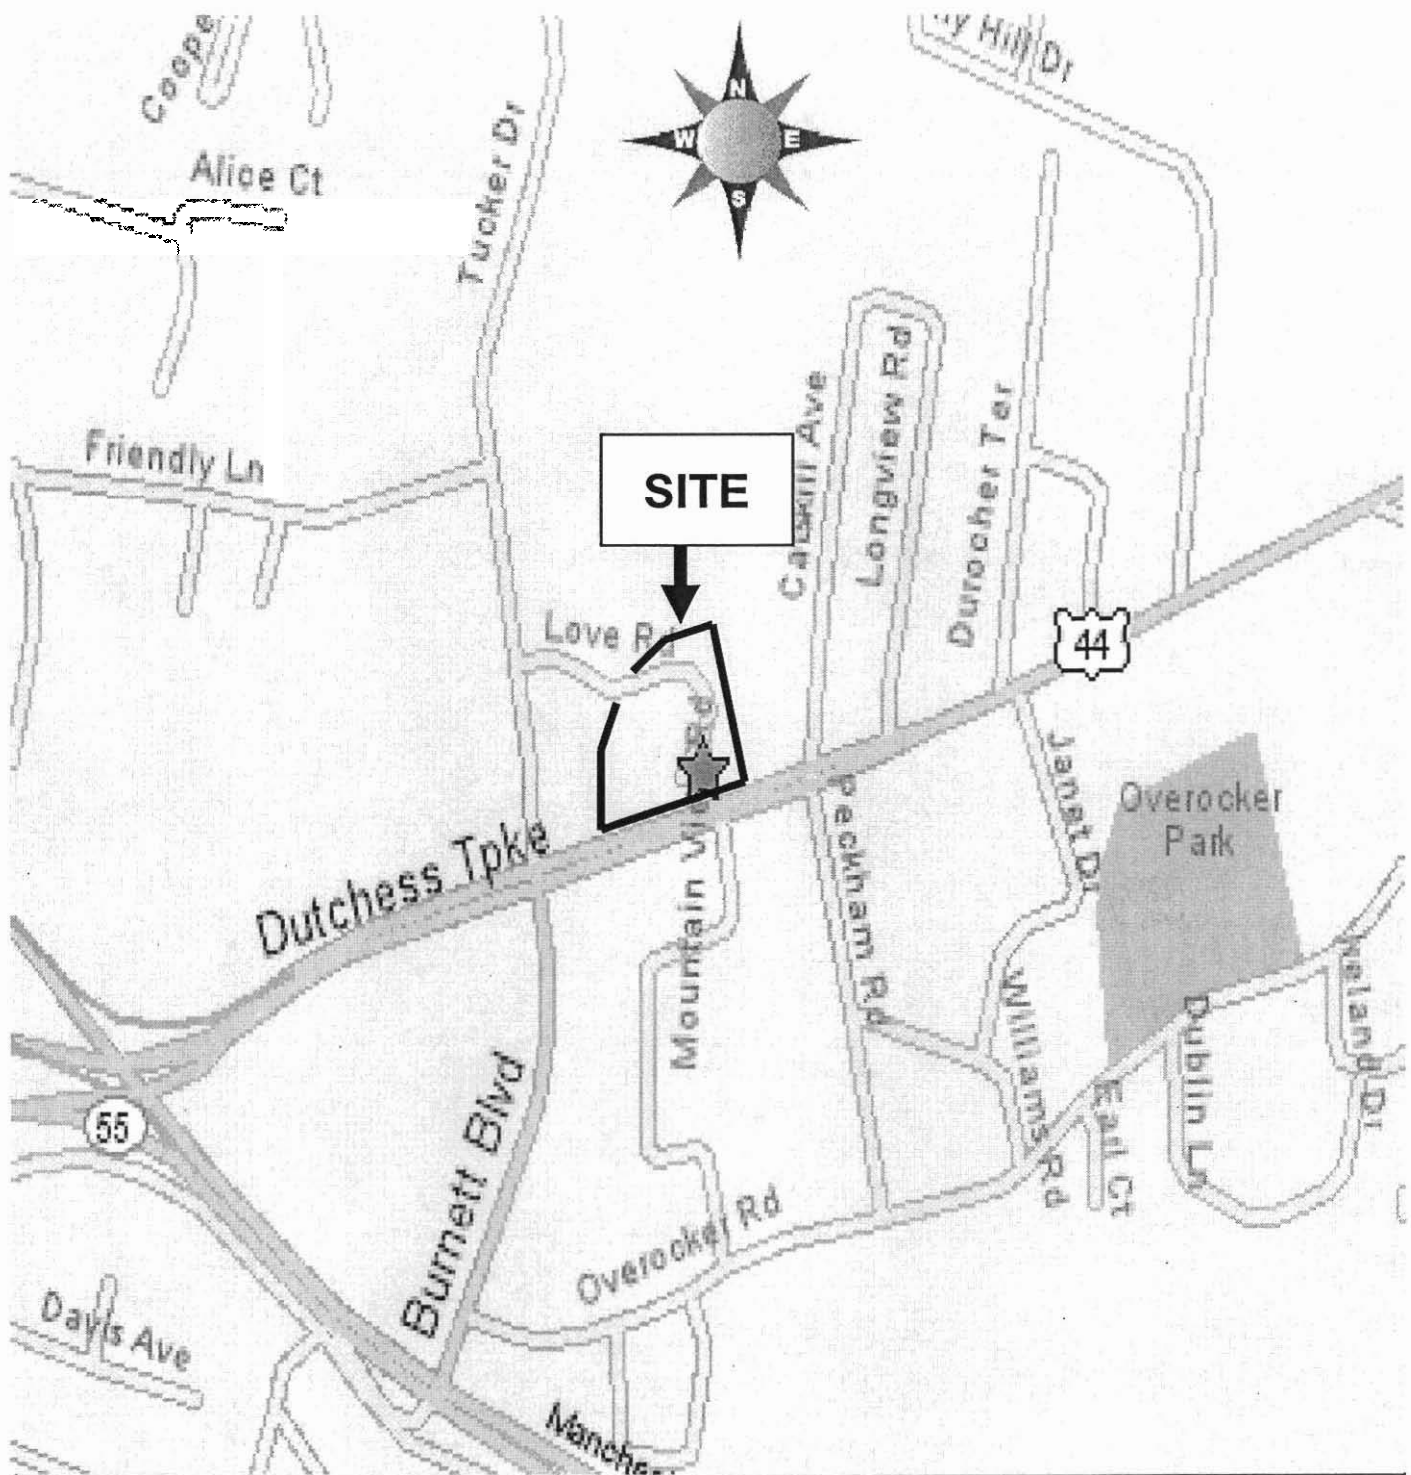 Hill Dr
N
W
E
S
Alice Ct
Tucker Dr
Friendly Ln
SITE
Longview Rd
Durocher Ter
Love Rd
44
Janet Dr
Overocker
Park
Dutchess Tpke
Peckham Rd
Mountain View Rd
Williams Rd
Dublin Ln
Earl Ct
55
Burnett Blvd
Overocker Rd
Davis Ave